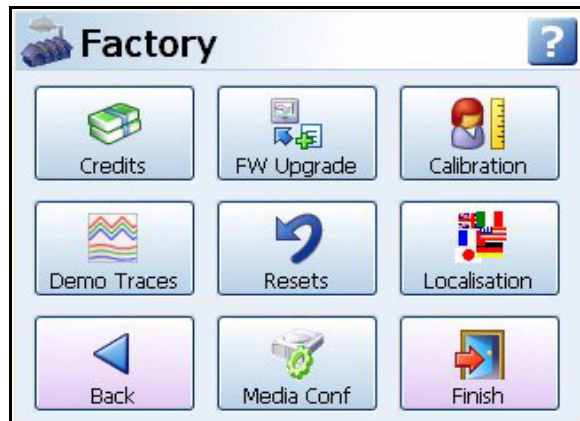 Factory
?
Credits
FW Upgrade
Calibration
Demo Traces
Resets
Localisation
Back
Media Conf
Finish